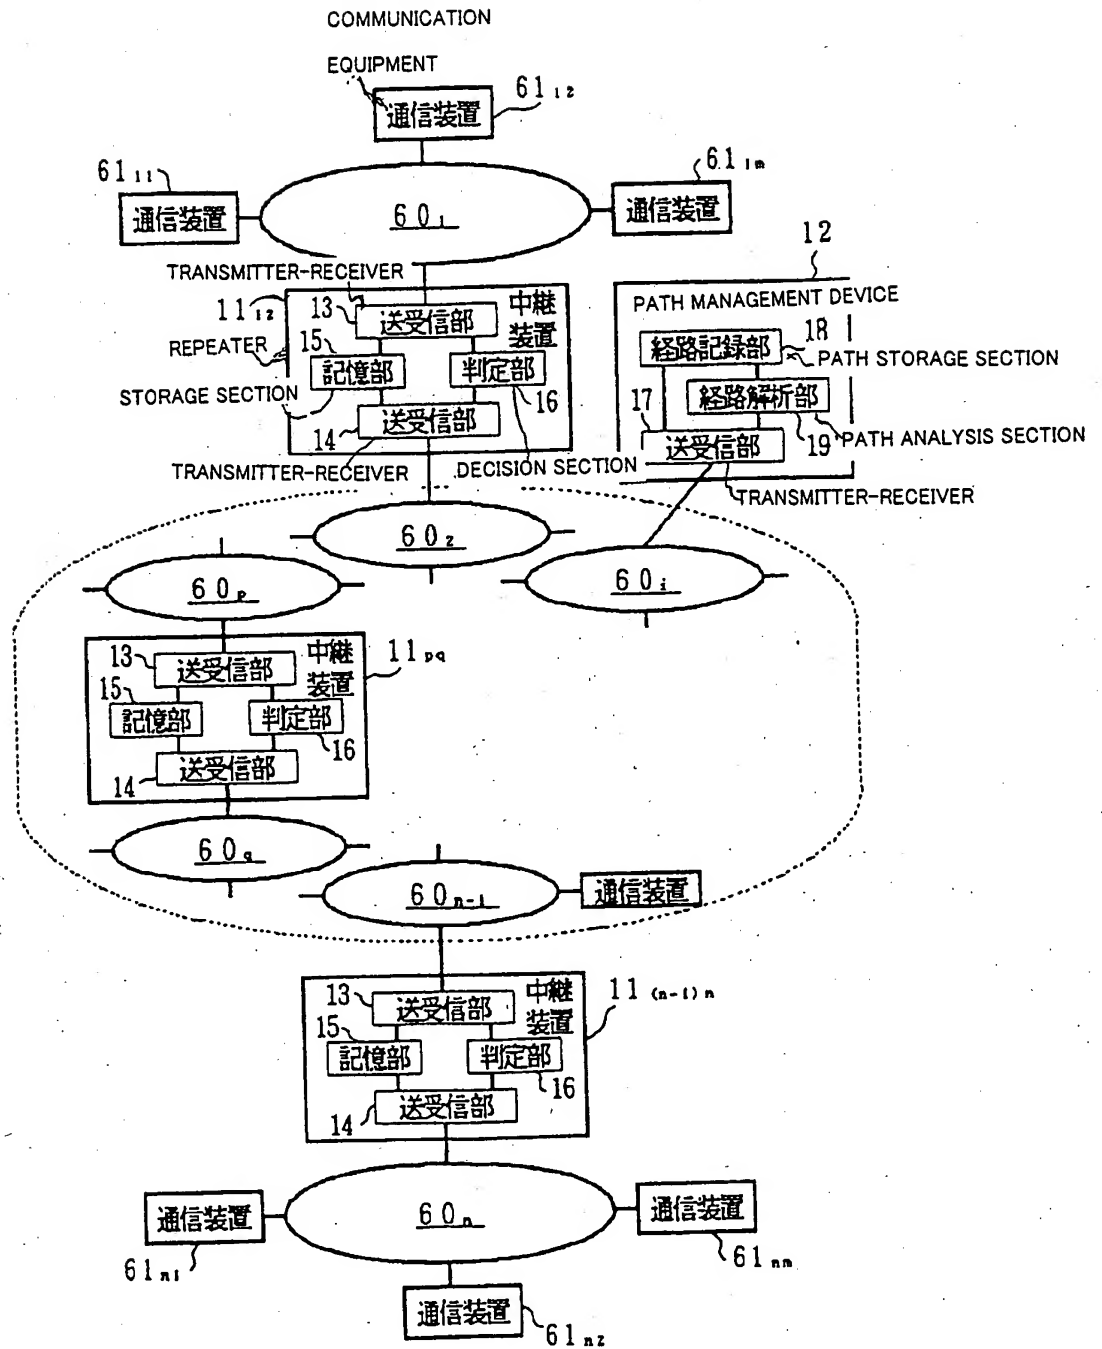 COMMUNICATION
EQUIPMENT
通信装置
61₁₂
61₁₁
通信装置
60₁
61₁ₘ
通信装置
12
TRANSMITTER-RECEIVER
11₁₂
13
送受信部
中継
装置
PATH MANAGEMENT DEVICE
REPEATER
15
記憶部
判定部
16
経路記録部
18
PATH STORAGE SECTION
STORAGE SECTION
14
送受信部
17
経路解析部
19
PATH ANALYSIS SECTION
送受信部
TRANSMITTER-RECEIVER
DECISION SECTION
TRANSMITTER-RECEIVER
60₂
60ₚ
60ᵢ
13
送受信部
中継
装置
11pq
15
記憶部
判定部
16
14
送受信部
60q
60n-1
通信装置
13
送受信部
中継
装置
11(n-1)n
15
記憶部
判定部
16
14
送受信部
通信装置
61n1
60n
通信装置
61nm
通信装置
61n2